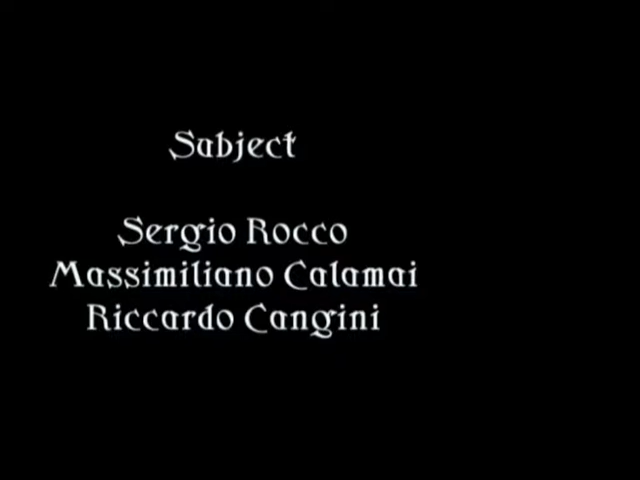 Subject
Sergio Rocco
Massimiliano Calamai
Riccardo Cangini